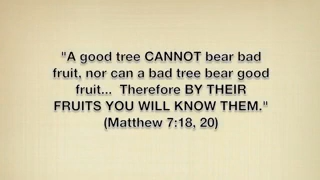 "A good tree CANNOT bear bad
fruit, nor can a bad tree bear good
fruit...  Therefore BY THEIR
FRUITS YOU WILL KNOW THEM."
(Matthew 7:18, 20)